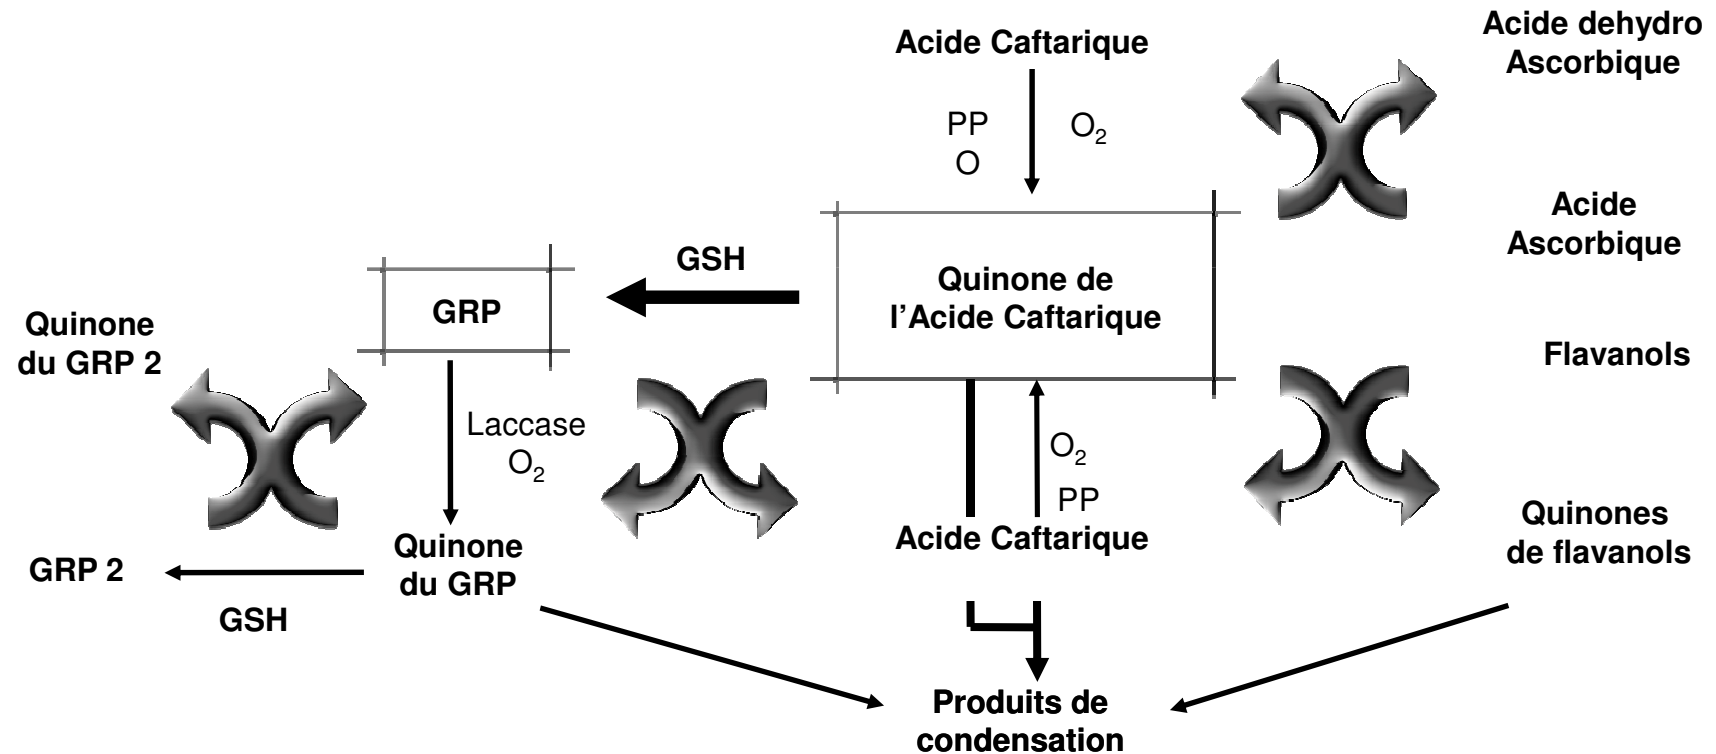 Acide Caftarique
Acide dehydro
Ascorbique
PP
O
O2
Acide
Ascorbique
GSH
Quinone de
l’Acide Caftarique
GRP
Quinone
du GRP 2
Flavanols
Laccase
O2
O2
PP
Acide Caftarique
Quinones
de flavanols
Quinone
du GRP
GRP 2
GSH
Produits de
condensation